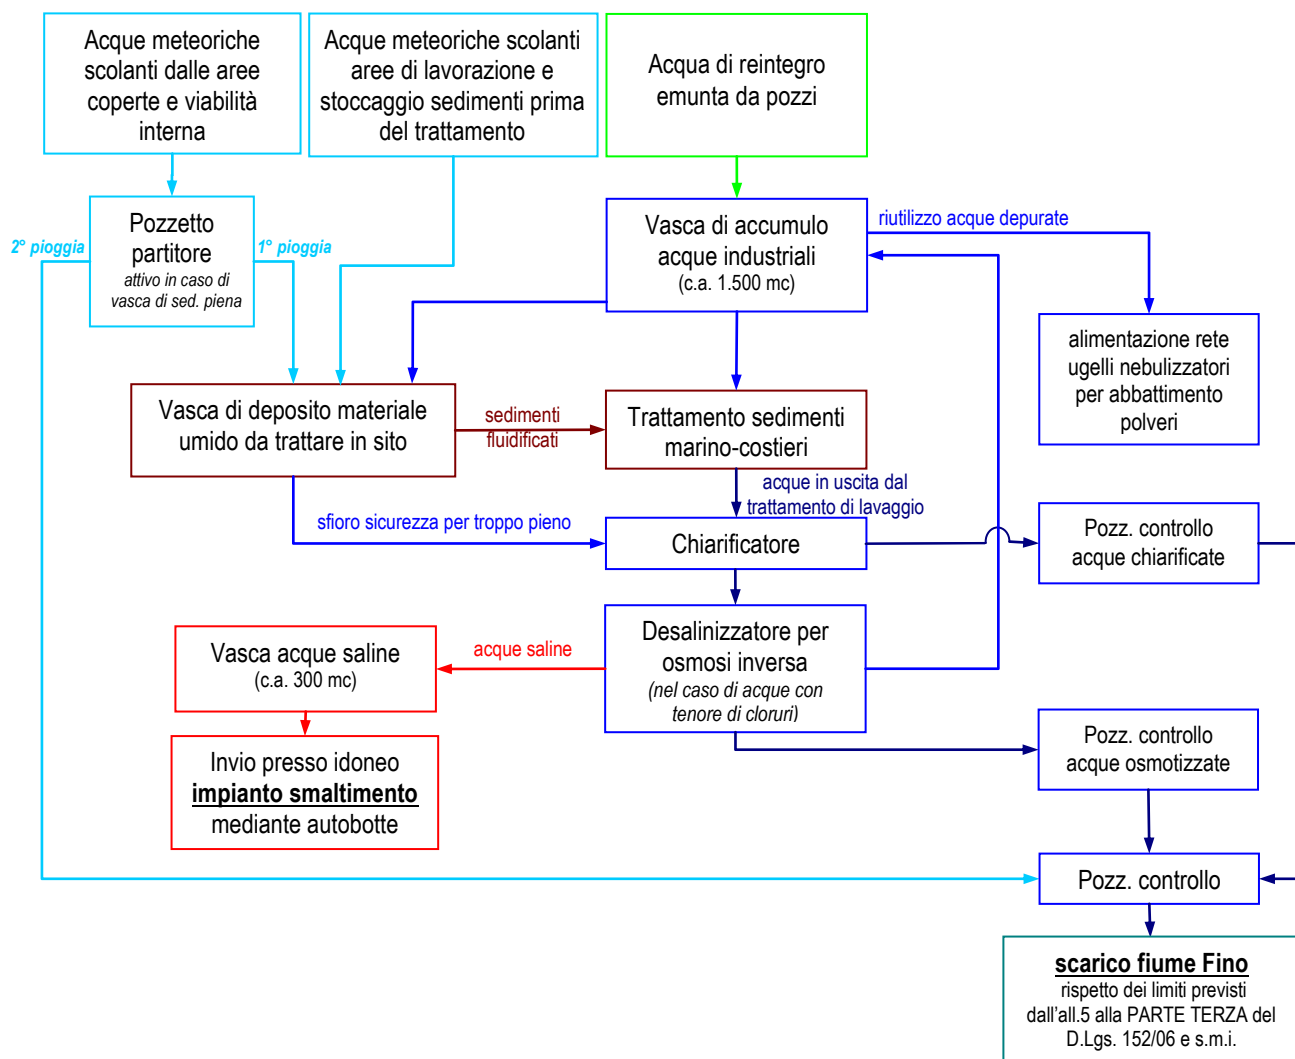 Acque meteoriche
scolanti dalle aree
coperte e viabilità
interna
Acque meteoriche scolanti
aree di lavorazione e
stoccaggio sedimenti prima
del trattamento
Acqua di reintegro
emunta da pozzi
2° pioggia
Pozzetto
partitore
attivo in caso di
vasca di sed. piena
1° pioggia
Vasca di accumulo
acque industriali
(c.a. 1.500 mc)
riutilizzo acque depurate
alimentazione rete
ugelli nebulizzatori
per abbattimento
polveri
Vasca di deposito materiale
umido da trattare in sito
sedimenti
fluidificati
Trattamento sedimenti
marino-costieri
acque in uscita dal
trattamento di lavaggio
sfioro sicurezza per troppo pieno
Chiarificatore
Pozz. controllo
acque chiarificate
Vasca acque saline
(c.a. 300 mc)
acque saline
Desalinizzatore per
osmosi inversa
(nel caso di acque con
tenore di cloruri)
Invio presso idoneo
impianto smaltimento
mediante autobotte
Pozz. controllo
acque osmotizzate
Pozz. controllo
scarico fiume Fino
rispetto dei limiti previsti
dall'all.5 alla PARTE TERZA del
D.Lgs. 152/06 e s.m.i.